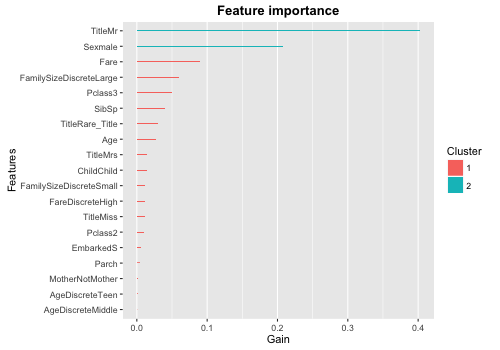 Feature importance
TitleMr
Sexmale
Fare
FamilySizeDiscreteLarge
Pclass3
SibSp
TitleRare_Title
Age
TitleMrs
ChildChild
FamilySizeDiscreteSmall
FareDiscreteHigh
TitleMiss
Pclass2
EmbarkedS
Parch
MotherNotMother
AgeDiscreteTeen
AgeDiscreteMiddle
Features
0.0 0.1 0.2 0.3 0.4
Gain
Cluster
1
2